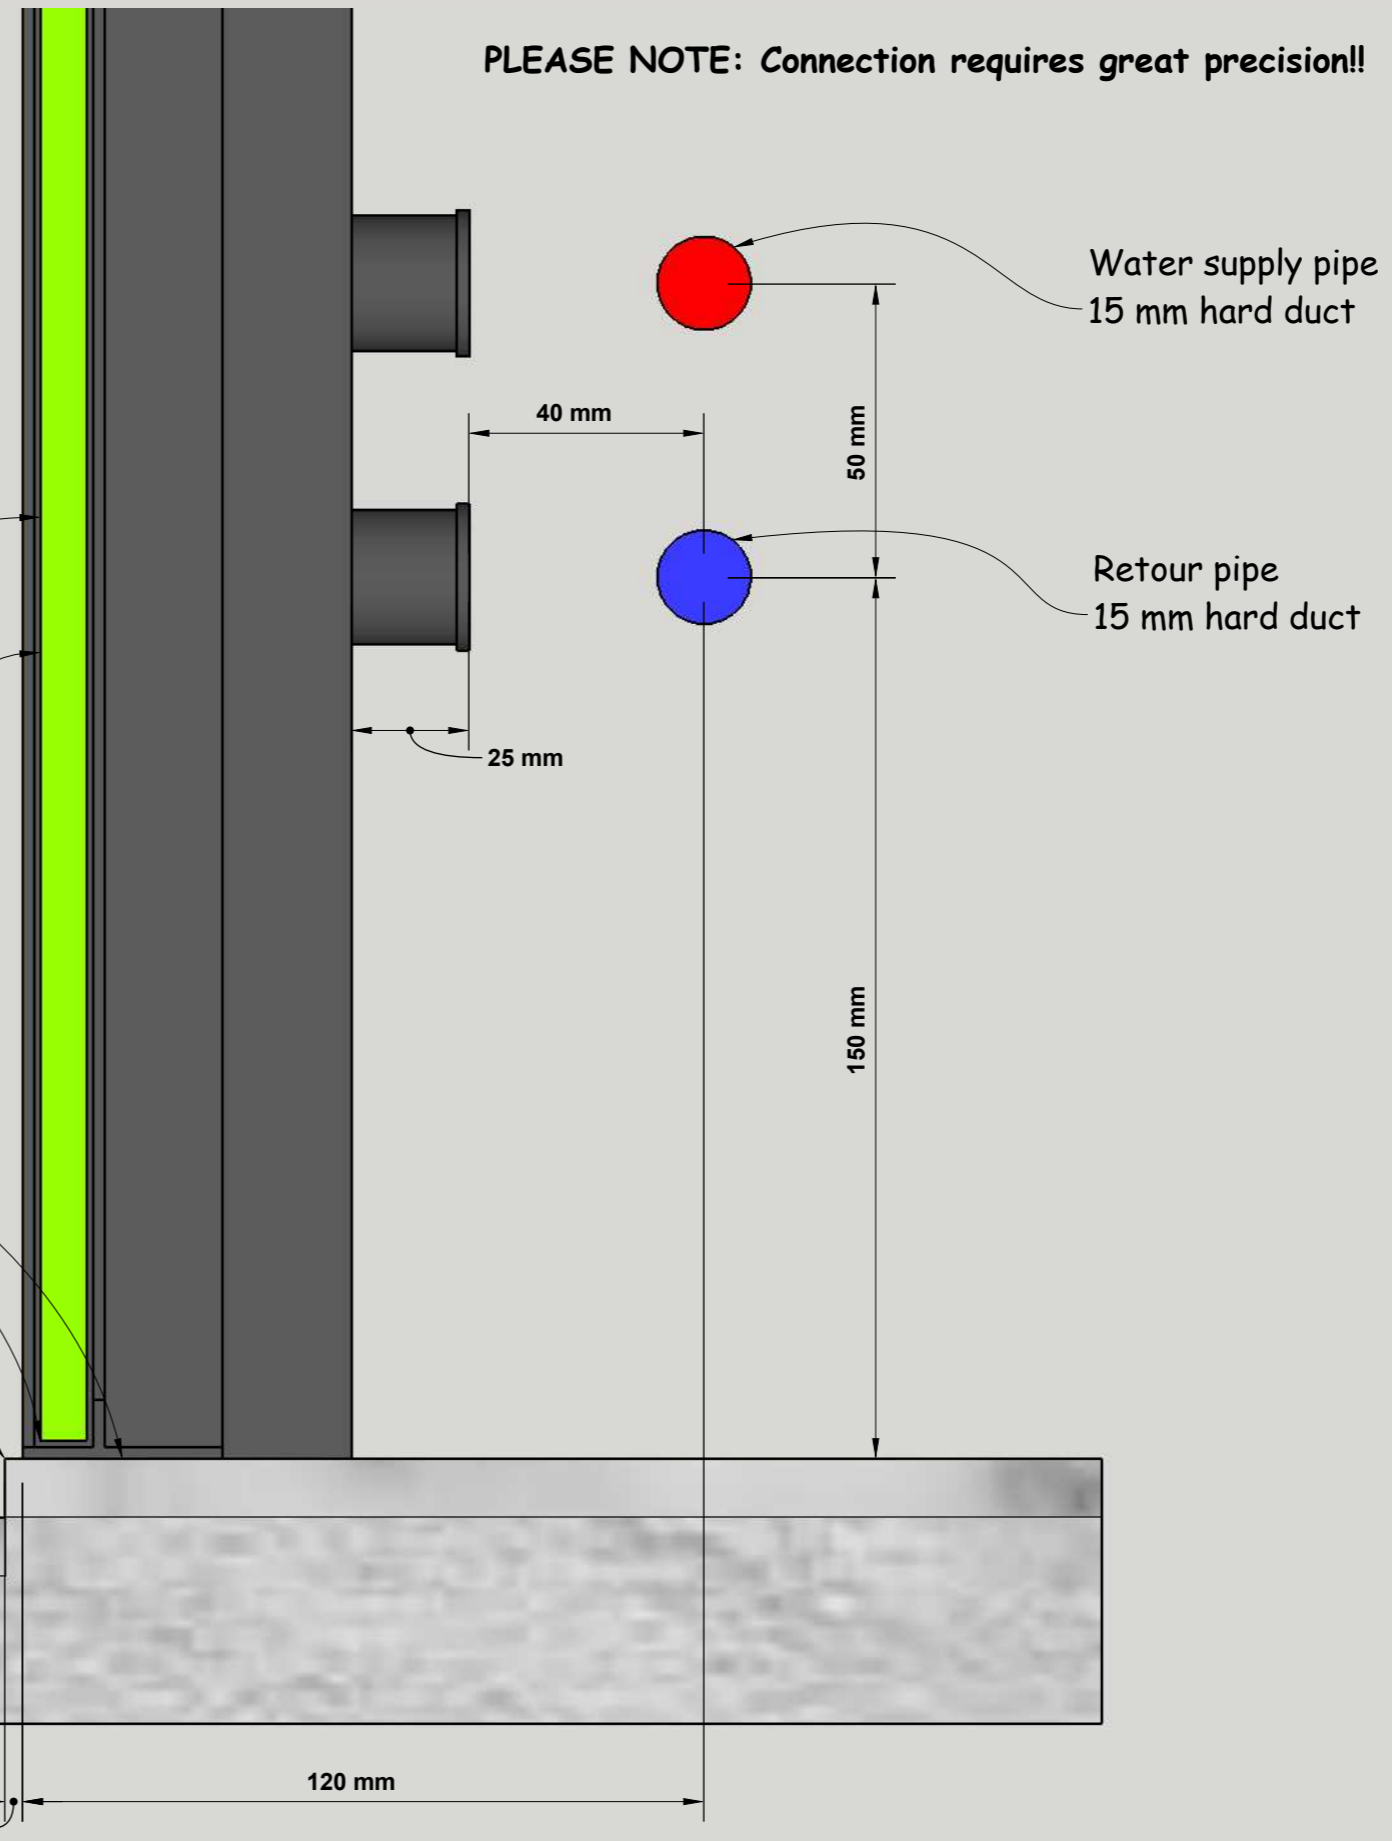 PLEASE NOTE: Connection requires great precision!!
Water supply pipe
15 mm hard duct
40 mm
50 mm
Retour pipe
15 mm hard duct
25 mm
150 mm
120 mm